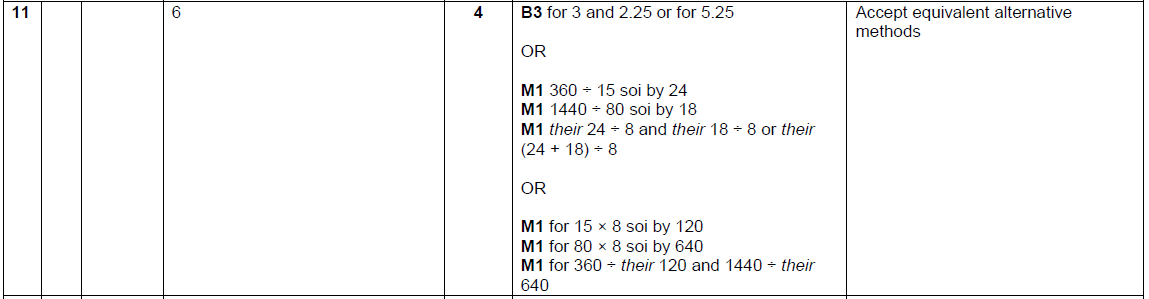 11 6 4 B3 for 3 and 2.25 or for 5.25 Accept equivalent alternative
methods
OR
M1 360 ÷ 15 soi by 24
M1 1440 ÷ 80 soi by 18
M1 their 24 ÷ 8 and their 18 ÷ 8 or their
(24 + 18) ÷ 8
OR
M1 for 15 × 8 soi by 120
M1 for 80 × 8 soi by 640
M1 for 360 ÷ their 120 and 1440 ÷ their
640